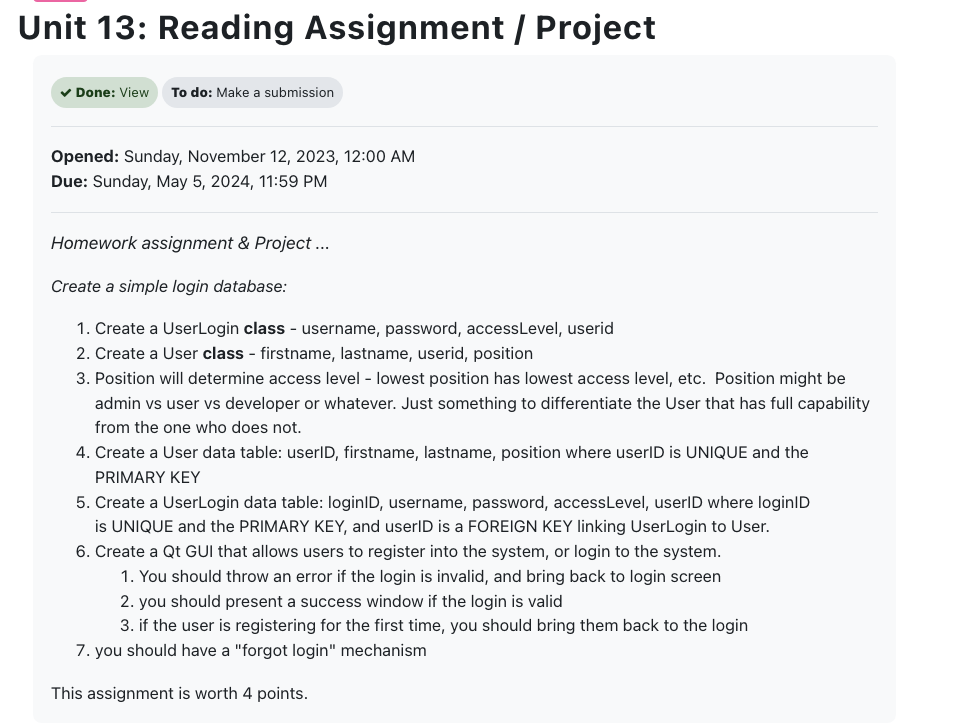 Unit 13: Reading Assignment / Project
✓ Done: View To do: Make a submission
Opened: Sunday, November 12, 2023, 12:00 AM
Due: Sunday, May 5, 2024, 11:59 PM
Homework assignment & Project ...
Create a simple login database:
1. Create a UserLogin class - username, password, accessLevel, userid
2. Create a User class - firstname, lastname, userid, position
3. Position will determine access level - lowest position has lowest access level, etc.  Position might be
admin vs user vs developer or whatever. Just something to differentiate the User that has full capability
from the one who does not.
4. Create a User data table: userID, firstname, lastname, position where userID is UNIQUE and the
PRIMARY KEY
5. Create a UserLogin data table: loginID, username, password, accessLevel, userID where loginID
is UNIQUE and the PRIMARY KEY, and userID is a FOREIGN KEY linking UserLogin to User.
6. Create a Qt GUI that allows users to register into the system, or login to the system.
1. You should throw an error if the login is invalid, and bring back to login screen
2. you should present a success window if the login is valid
3. if the user is registering for the first time, you should bring them back to the login
7. you should have a "forgot login" mechanism
This assignment is worth 4 points.